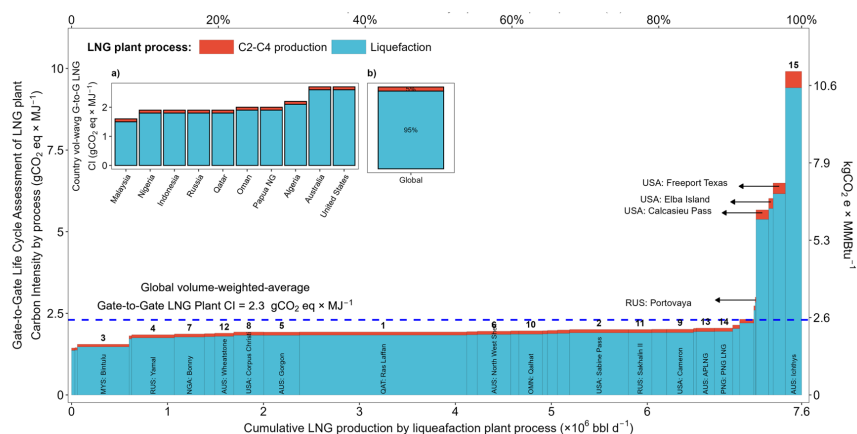 0 20% 40% 60% 80% 100%
LNG plant process: C2-C4 production Liquefaction
15
a) b)
10
5
2.5
0
Gate-to-Gate Life Cycle Assessment of LNG plant
Carbon Intensity by process (gCO2 eq × MJ−1)
Country vol-wavg G-to-G LNG
CI (gCO2 eq × MJ−1)
2
1
0
Malaysia
Nigeria
Indonesia
Russia
Qatar
Oman
Papua NG
Algeria
Australia
United States
95%
Global
USA: Freeport Texas
USA: Elba Island
USA: Calcasieu Pass
RUS: Portovaya
Global volume-weighted-average
Gate-to-Gate LNG Plant CI = 2.3 gCO2 eq × MJ−1
3 4 7 12 8 5 1 6 10 2 11 9 13 14
MYS: Bintulu
RUS: Yamal
NGA: Bonny
AUS: Wheatstone
USA: Corpus Christi
AUS: Gorgon
QAT: Ras Laffan
AUS: North West Shelf
OMN: Qalhat
USA: Sabine Pass
RUS: Sakhalin II
USA: Cameron
AUS: APLNG
PNG: PNG LNG
AUS: Ichthys
10.6
7.9
5.3
2.6
0
kgCO2 e × MMBtu−1
0 1 2 3 4 5 6 7.6
Cumulative LNG production by liqueafaction plant process (×10⁶ bbl d−1)